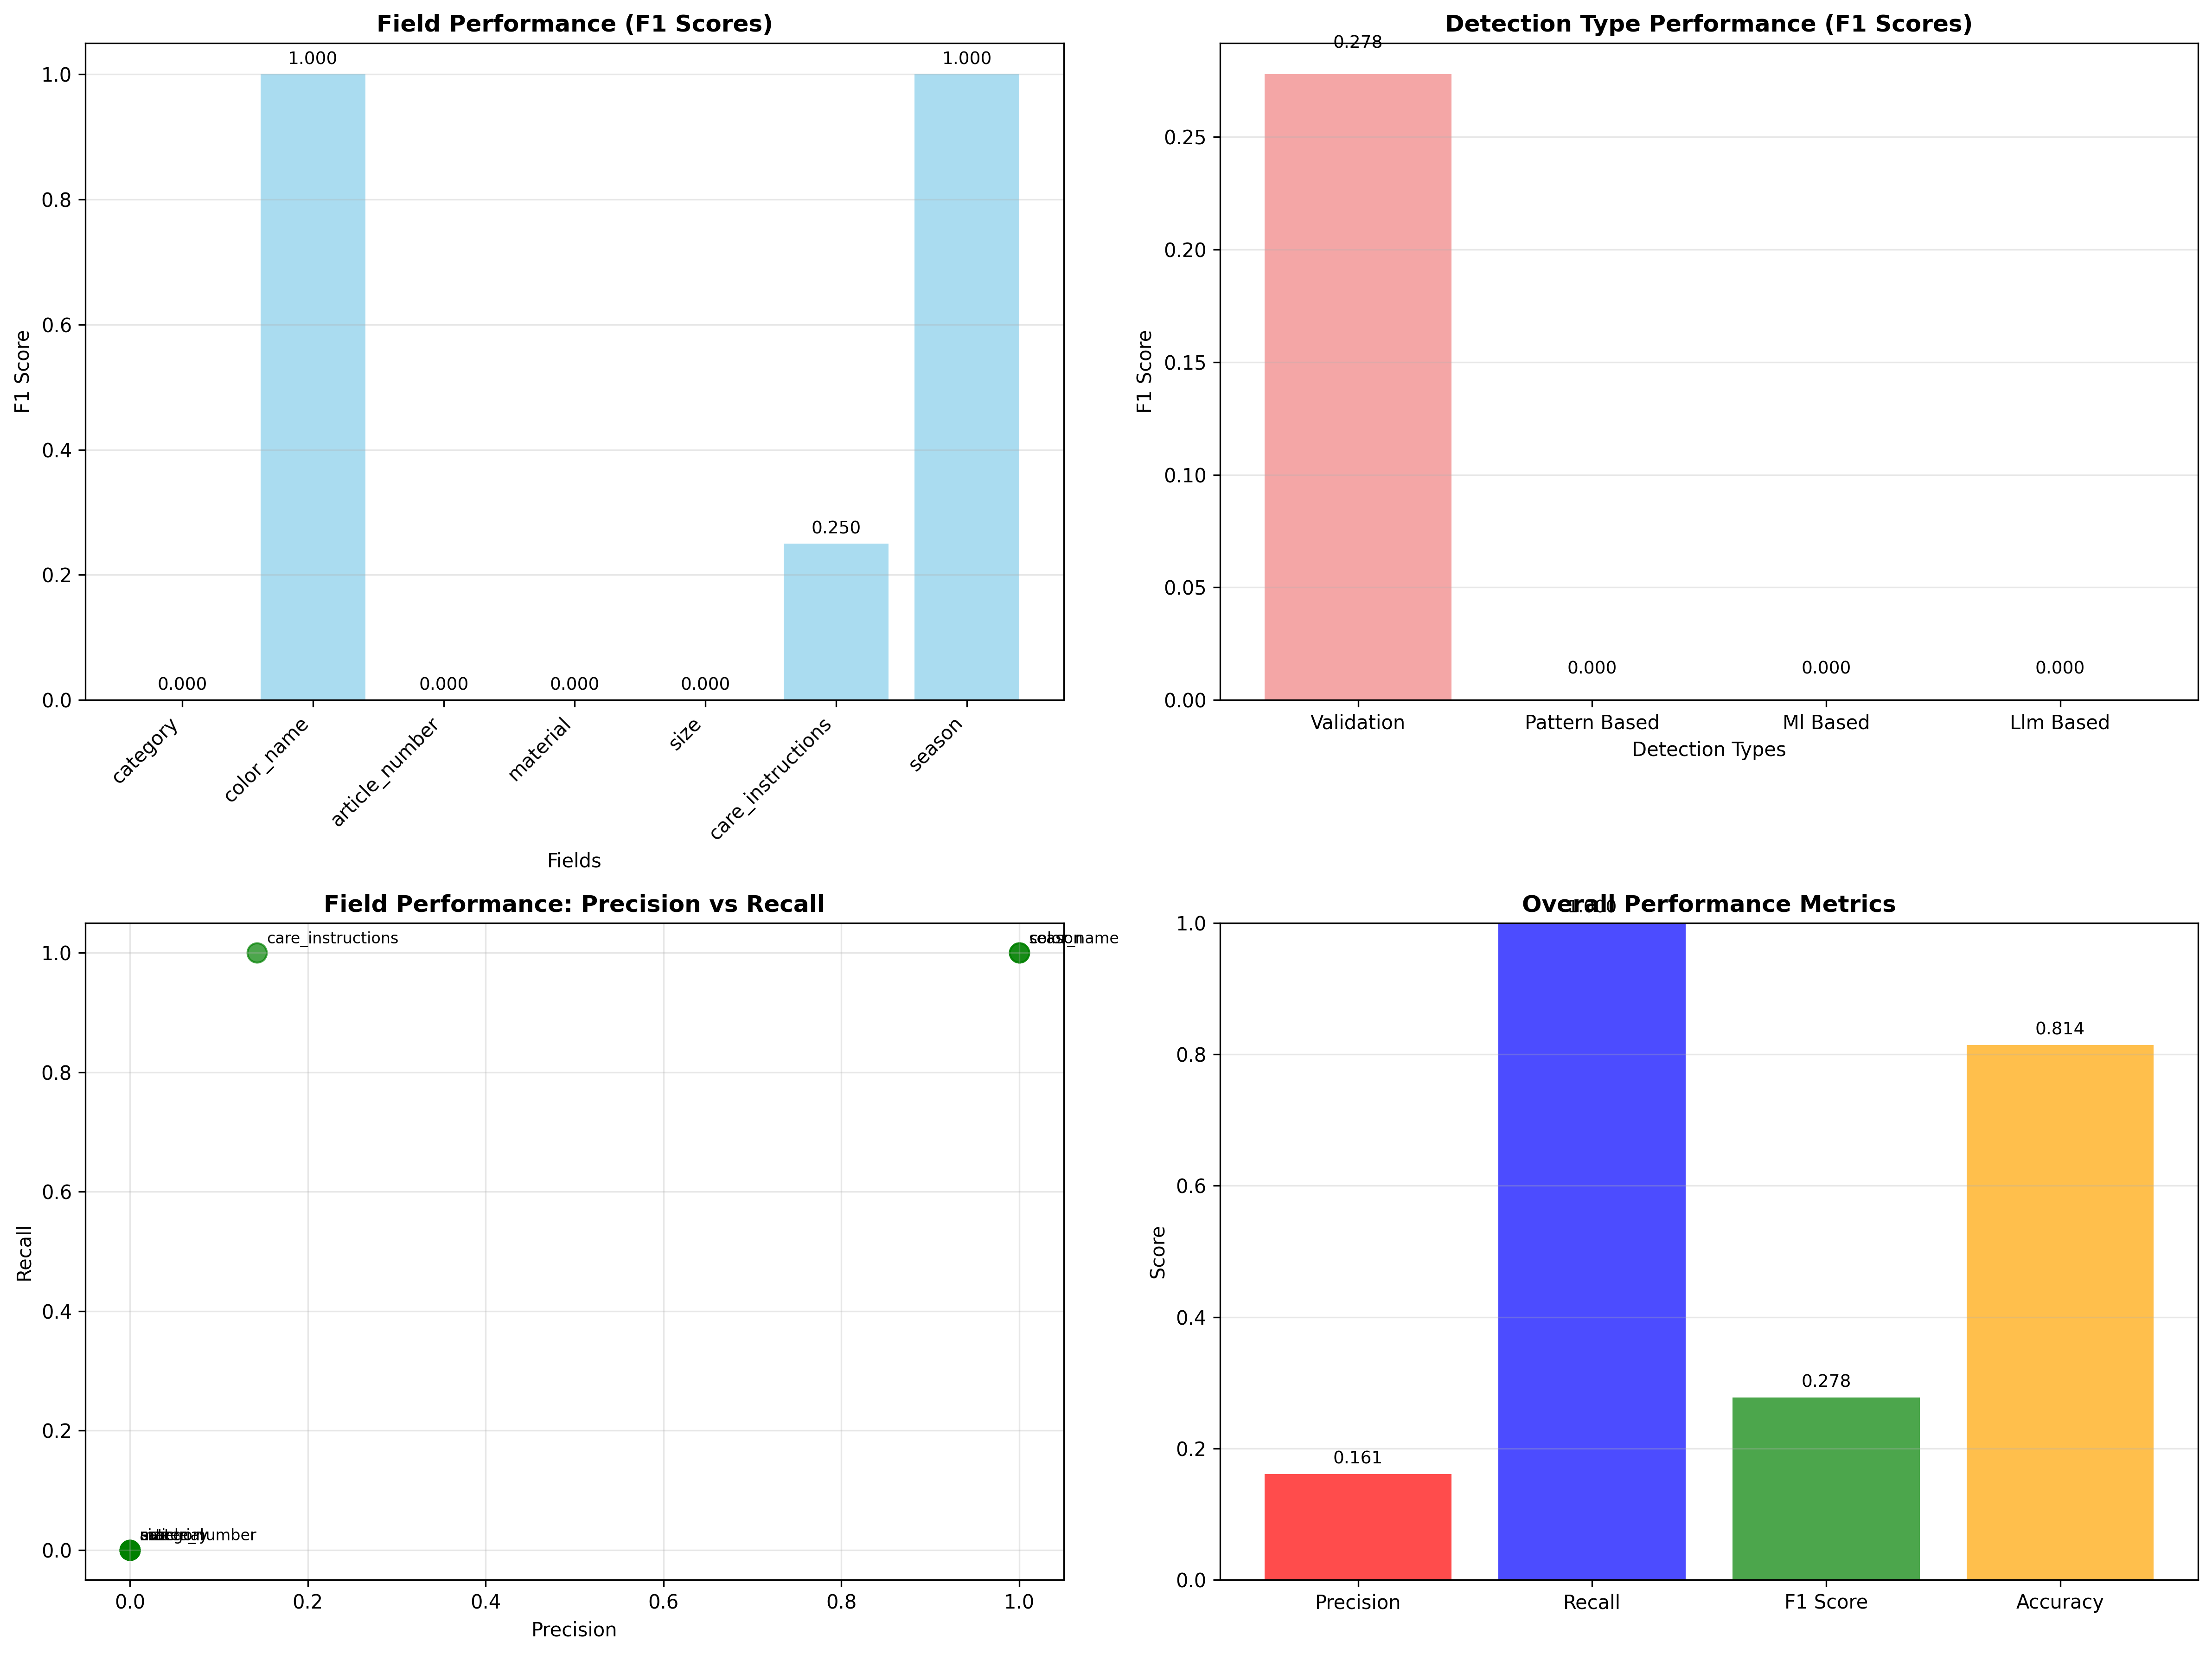 Field Performance (F1 Scores)
F1 Score
1.0
0.8
0.6
0.4
0.2
0.0
0.000
1.000
0.000
0.000
0.000
0.250
1.000
category
color_name
article_number
material
size
care_instructions
season
Fields
Detection Type Performance (F1 Scores)
F1 Score
0.25
0.20
0.15
0.10
0.05
0.00
0.278
0.000
0.000
0.000
Validation
Pattern Based
Ml Based
Llm Based
Detection Types
Field Performance: Precision vs Recall
Recall
1.0
0.8
0.6
0.4
0.2
0.0
care_instructions
color_name
season
article_number
0.0
0.2
0.4
0.6
0.8
1.0
Precision
Overall Performance Metrics
Score
1.0
0.8
0.6
0.4
0.2
0.0
0.161
1.000
0.278
0.814
Precision
Recall
F1 Score
Accuracy